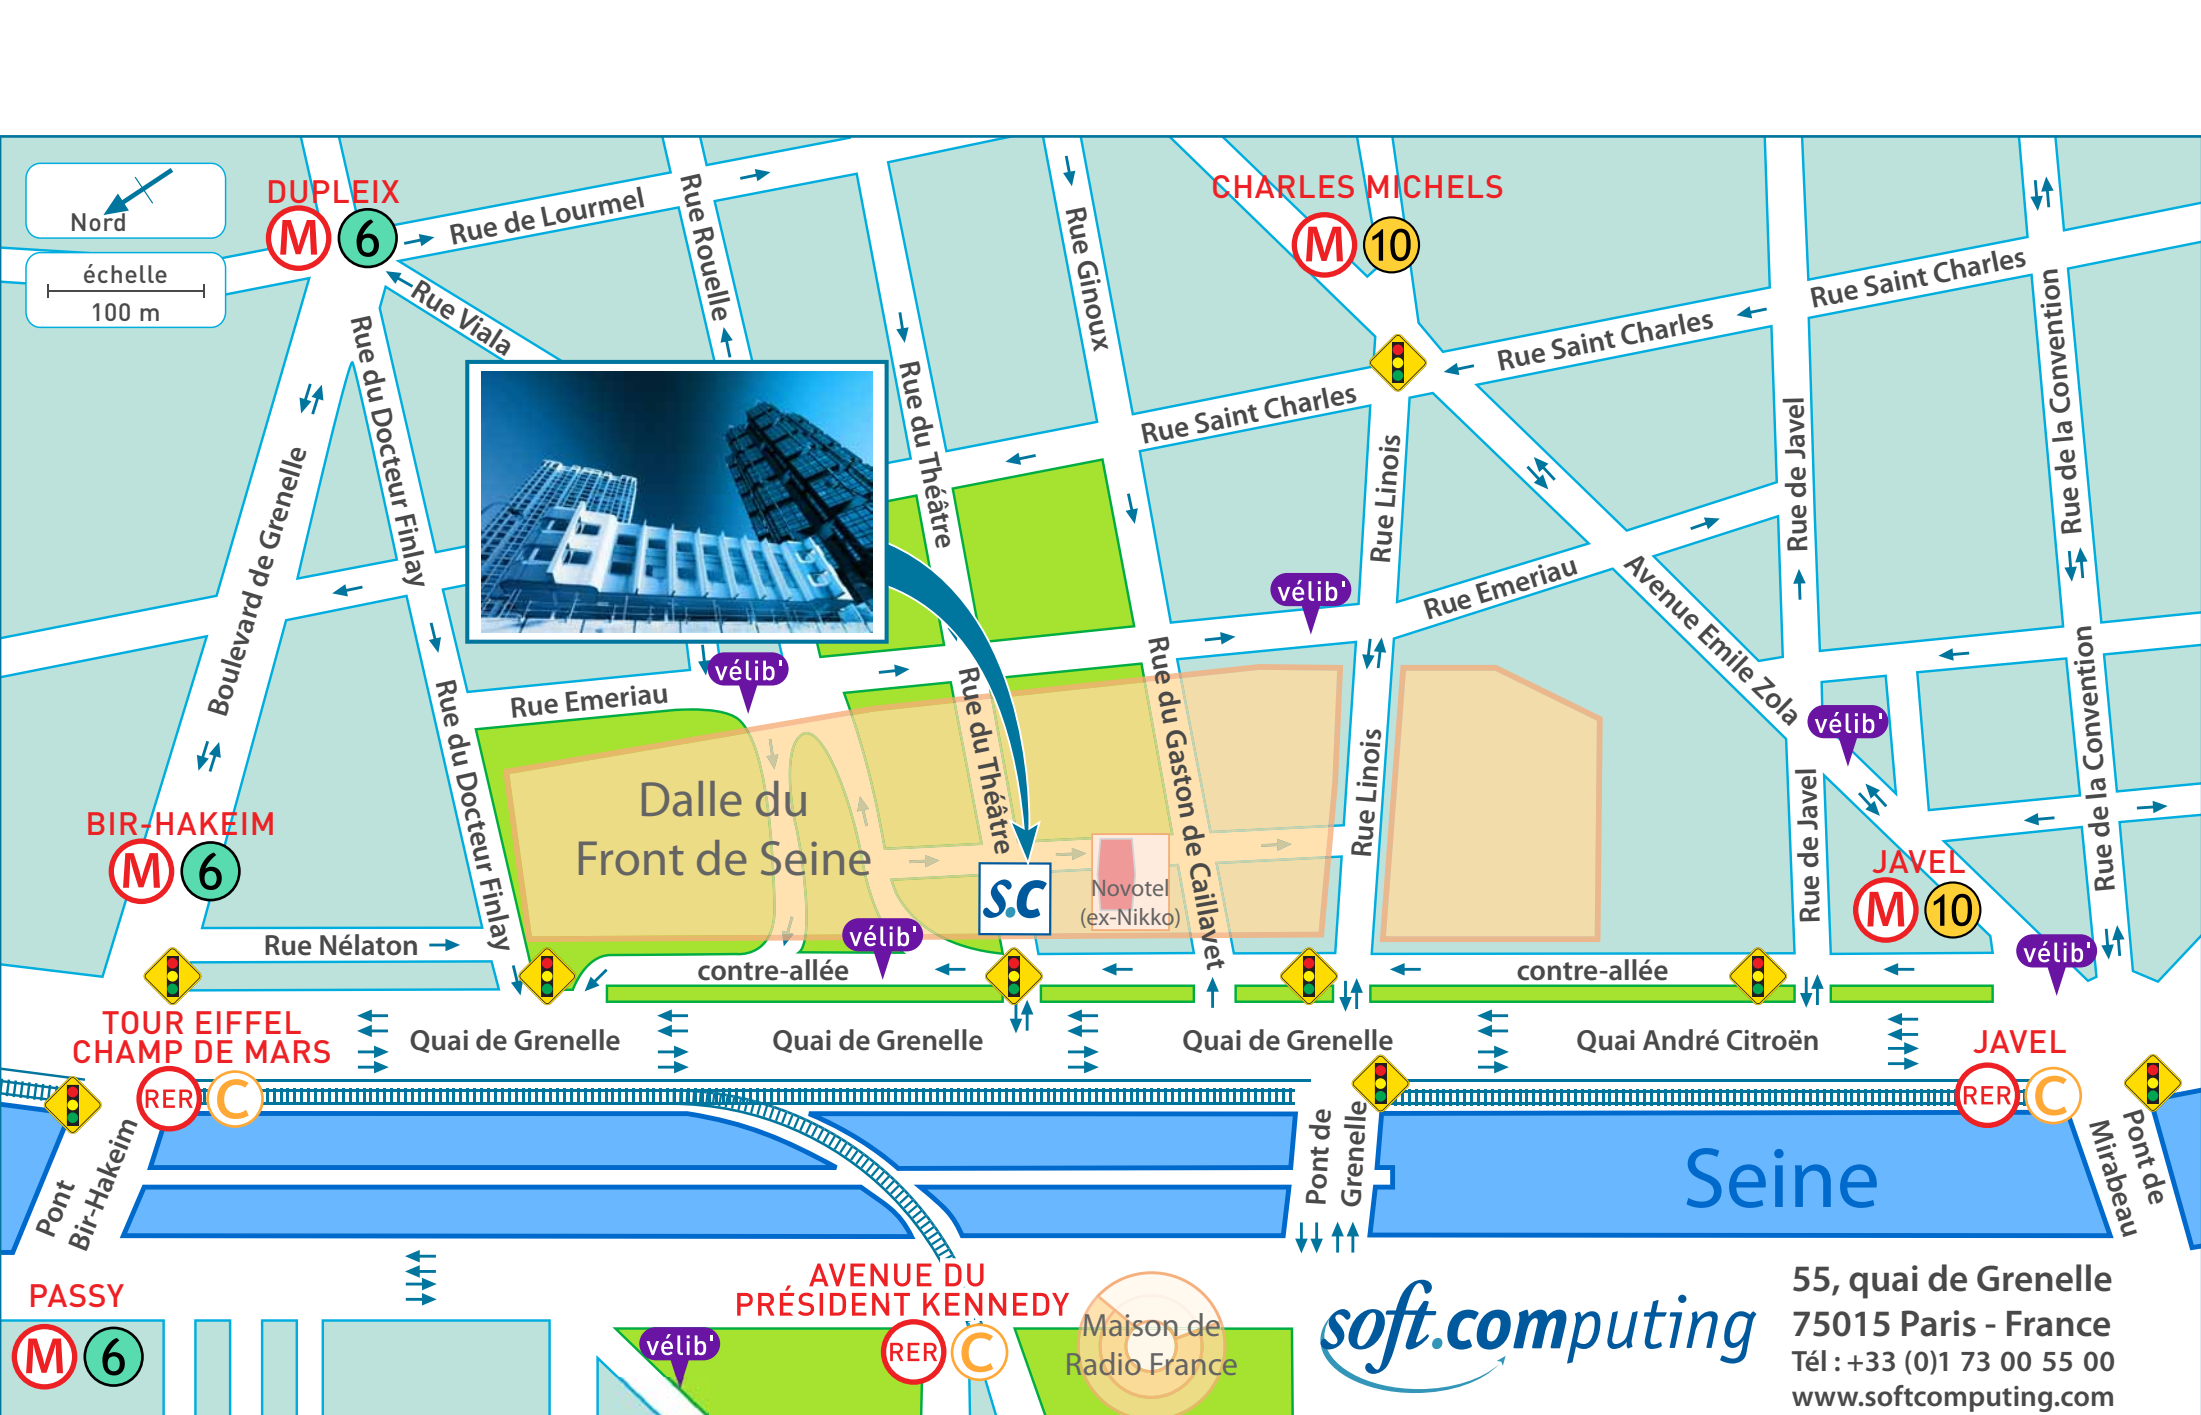 Nord
échelle
100 m
DUPLEIX
M 6
Rue de Lourmel
Rue Viala
Rue Rouelle
Rue Ginoux
CHARLES MICHELS
M 10
Rue Saint Charles
Rue Saint Charles
Rue Saint Charles
Rue de la Convention
Rue du Docteur Finlay
Rue du Théâtre
Boulevard de Grenelle
Rue Linois
Rue de Javel
vélib'
Rue Emeriau
Avenue Emile Zola
vélib'
Rue Emeriau
Rue du Docteur Finlay
Rue du Théâtre
Rue du Gaston de Caillavet
Rue Linois
Rue de Javel
vélib'
Rue de la Convention
Dalle du
Front de Seine
BIR-HAKEIM
M 6
S.C
Novotel
(ex-Nikko)
JAVEL
M 10
Rue Nélaton
vélib'
vélib'
contre-allée
contre-allée
TOUR EIFFEL
CHAMP DE MARS
RER C
Quai de Grenelle
Quai de Grenelle
Quai de Grenelle
Quai André Citroën
JAVEL
RER C
Pont
Bir-Hakeim
Pont de
Grenelle
Seine
Pont de
Mirabeau
PASSY
M 6
AVENUE DU
PRÉSIDENT KENNEDY
RER C
vélib'
Maison de
Radio France
soft.computing
55, quai de Grenelle
75015 Paris - France
Tél : +33 (0)1 73 00 55 00
www.softcomputing.com